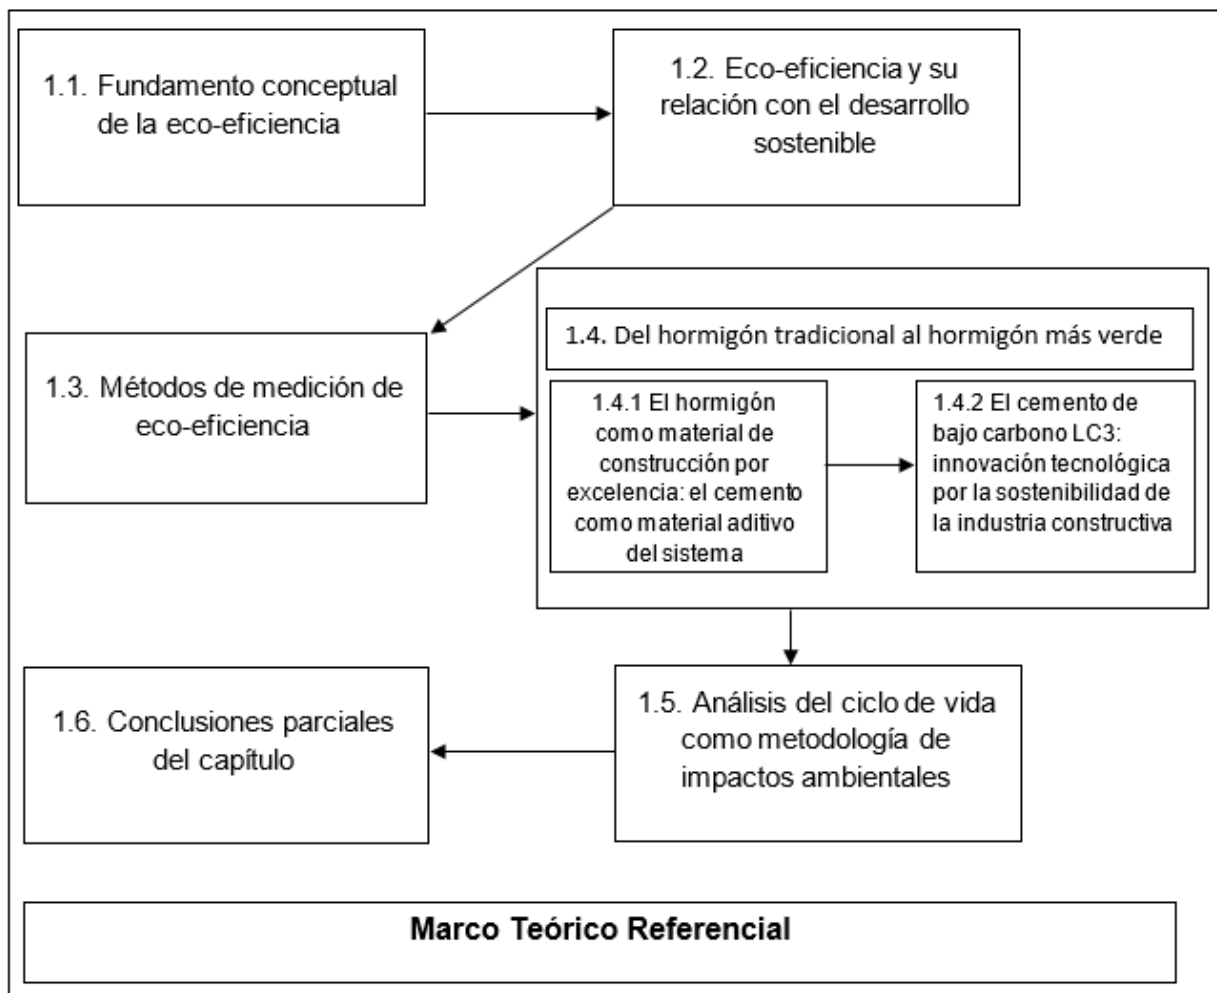 1.1. Fundamento conceptual
de la eco-eficiencia
1.2. Eco-eficiencia y su
relación con el desarrollo
sostenible
1.3. Métodos de medición de
eco-eficiencia
1.4. Del hormigón tradicional al hormigón más verde
1.4.1 El hormigón
como material de
construcción por
excelencia: el cemento
como material aditivo
del sistema
1.4.2 El cemento de
bajo carbono LC3:
innovación tecnológica
por la sostenibilidad de
la industria constructiva
1.5. Análisis del ciclo de vida
como metodología de
impactos ambientales
1.6. Conclusiones parciales
del capítulo
Marco Teórico Referencial